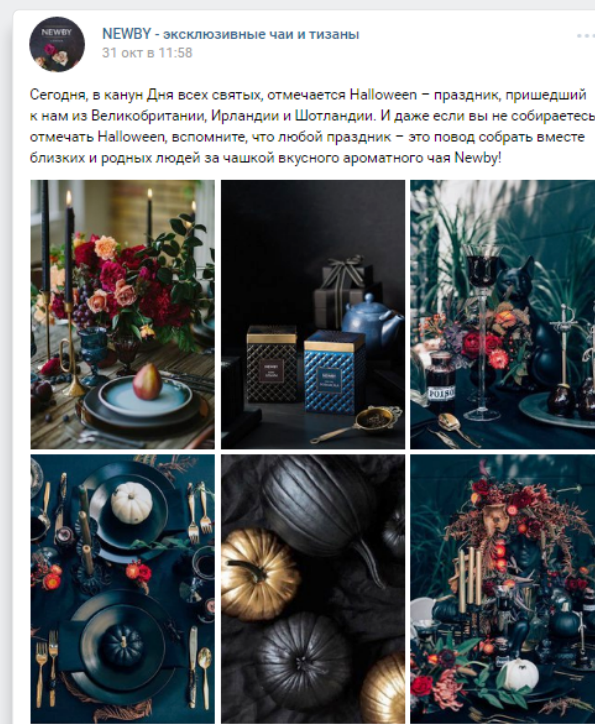 NEWBY
NEWBY - эксклюзивные чаи и тизаны
31 окт в 11:58
Сегодня, в канун Дня всех святых, отмечается Halloween – праздник, пришедший
к нам из Великобритании, Ирландии и Шотландии. И даже если вы не собираетесь
отмечать Halloween, вспомните, что любой праздник – это повод собрать вместе
близких и родных людей за чашкой вкусного ароматного чая Newby!
NEWBY
NEWBY
POISON